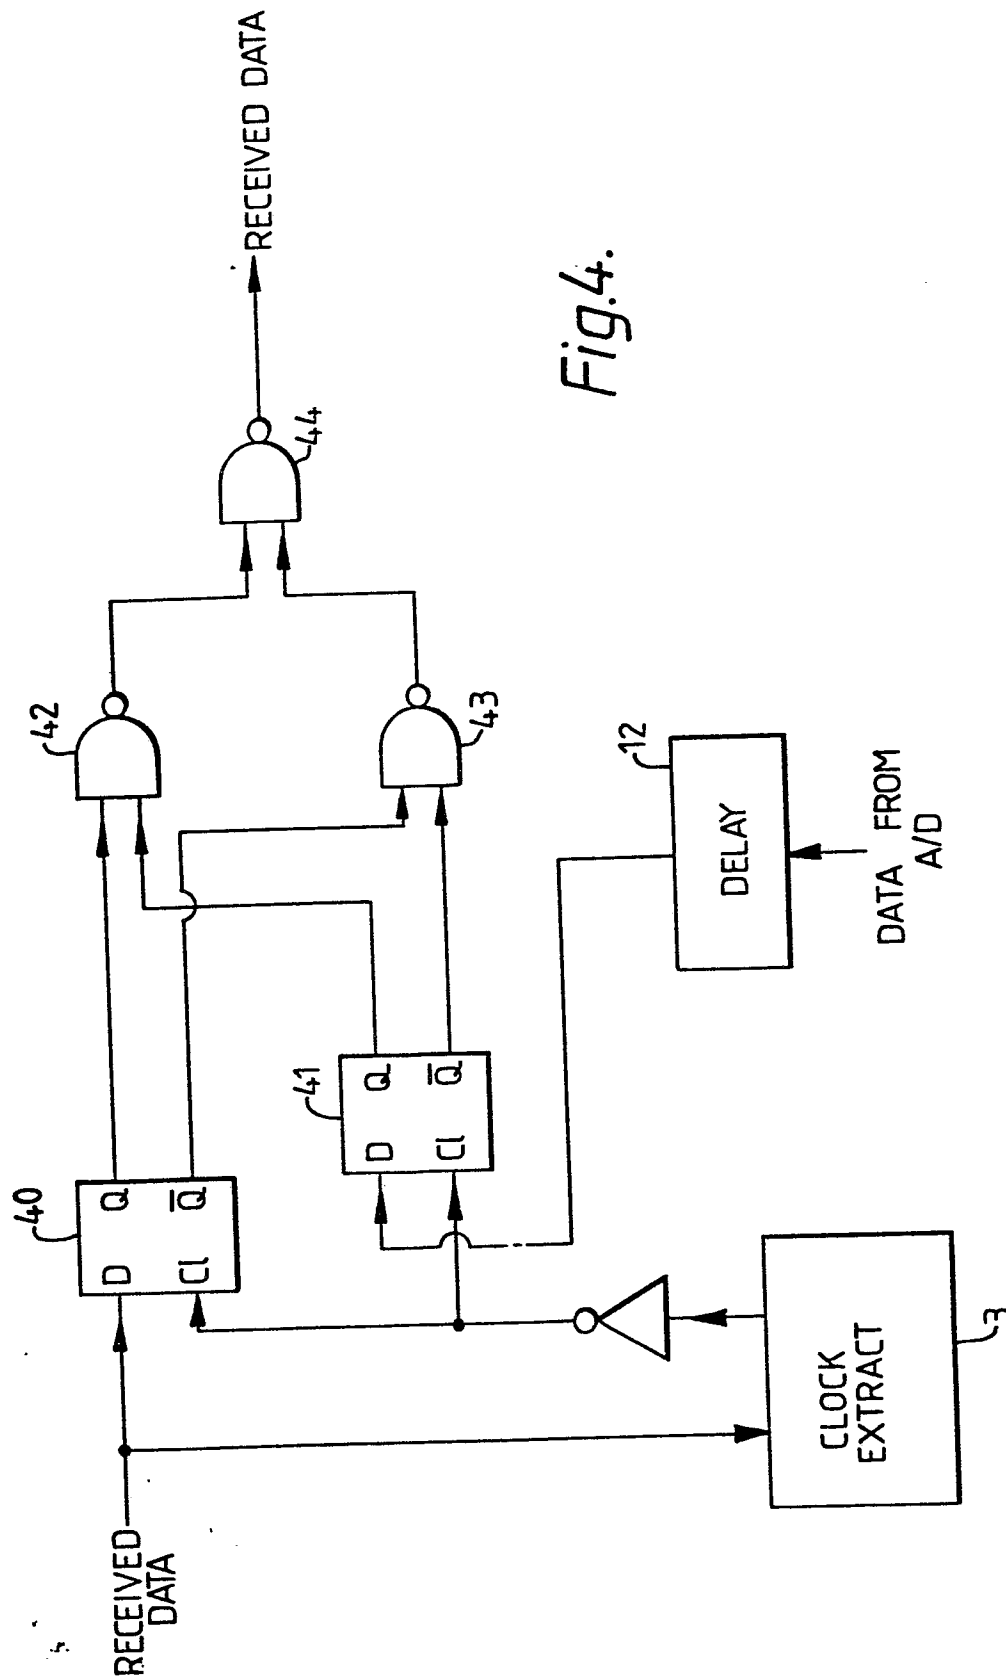 RECEIVED
DATA
40
D
Q
Cl
Q̅
41
D
Q
Cl
Q̅
42
43
44
RECEIVED DATA
CLOCK
EXTRACT
3
DELAY
12
DATA FROM
A/D
Fig.4.